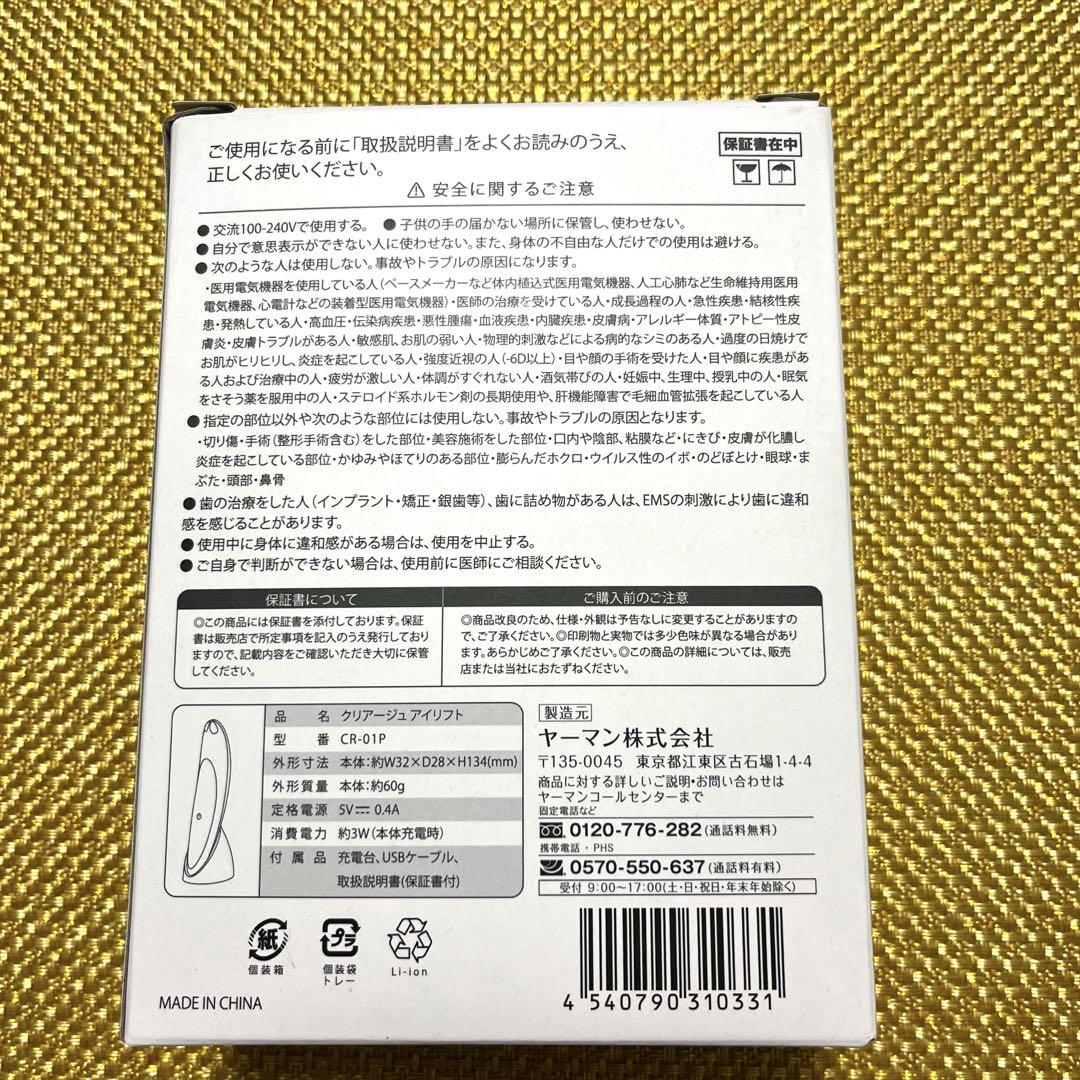 ご使用になる前に「取扱説明書」をよくお読みのうえ、
正しくお使いください。
保証書在中
⚠ 安全に関するご注意
●交流100-240Vで使用する。 ●子供の手の届かない場所に保管し、使わせない。
●自分で意思表示ができない人に使わせない。また、身体の不自由な人だけでの使用は避ける。
●次のような人は使用しない。事故やトラブルの原因になります。
・医用電気機器を使用している人（ペースメーカーなど体内植込式医用電気機器、人工心肺など生命維持用医用
電気機器、心電計などの装着型医用電気機器）・医師の治療を受けている人・成長過程の人・急性疾患・結核性疾
患・発熱している人・高血圧・伝染病疾患・悪性腫瘍・血液疾患・内臓疾患・皮膚病・アレルギー体質・アトピー性皮
膚炎・皮膚トラブルがある人・敏感肌、お肌の弱い人・物理的刺激などによる病的なシミのある人・過度の日焼けで
お肌がヒリヒリし、炎症を起こしている人・強度近視の人（-6D以上）・目や顔の手術を受けた人・目や顔に疾患があ
る人および治療中の人・疲労が激しい人・体調がすぐれない人・酒気帯びの人・妊娠中、生理中、授乳中の人・眠気
をさそう薬を服用中の人・ステロイド系ホルモン剤の長期使用や、肝機能障害で毛細血管拡張を起こしている人
●指定の部位以外や次のような部位には使用しない。事故やトラブルの原因となります。
・切り傷・手術（整形手術含む）をした部位・美容施術をした部位・口内や陰部、粘膜など・にきび・皮膚が化膿し
炎症を起こしている部位・かゆみやほてりのある部位・膨らんだホクロ・ウイルス性のイボ・のどぼとけ・眼球・ま
ぶた・頭部・鼻骨
●歯の治療をした人（インプラント・矯正・銀歯等）、歯に詰め物がある人は、EMSの刺激により歯に違和
感を感じることがあります。
●使用中に身体に違和感がある場合は、使用を中止する。
●ご自身で判断ができない場合は、使用前に医師にご相談ください。
保証書について
◎この商品には保証書を添付しております。保証
書は販売店で所定事項を記入のうえ発行しており
ますので、記載内容をご確認いただき大切に保管
してください。
ご購入前のご注意
◎商品改良のため、仕様・外観は予告なしに変更することがありますの
で、ご了承ください。◎印刷物と実物では多少色味が異なる場合があり
ます。あらかじめご了承ください。◎この商品の詳細については、販売
店または当社におたずねください。
品名 クリアージュ アイリフト
型番 CR-01P
外形寸法 本体：約W32×D28×H134(mm)
外形質量 本体：約60g
定格電源 5V⎓ 0.4A
消費電力 約3W（本体充電時）
付属品 充電台、USBケーブル、
取扱説明書(保証書付)
製造元
ヤーマン株式会社
〒135-0045 東京都江東区古石場1-4-4
商品に対する詳しいご説明・お問い合わせは
ヤーマンコールセンターまで
固定電話など
0120-776-282（通話料無料）
携帯電話・PHS
0570-550-637（通話料有料）
受付 9:00～17:00(土・日・祝日・年末年始除く)
紙
個装箱
プラ
個装袋
トレー
Li-ion
MADE IN CHINA
4 540790 310331